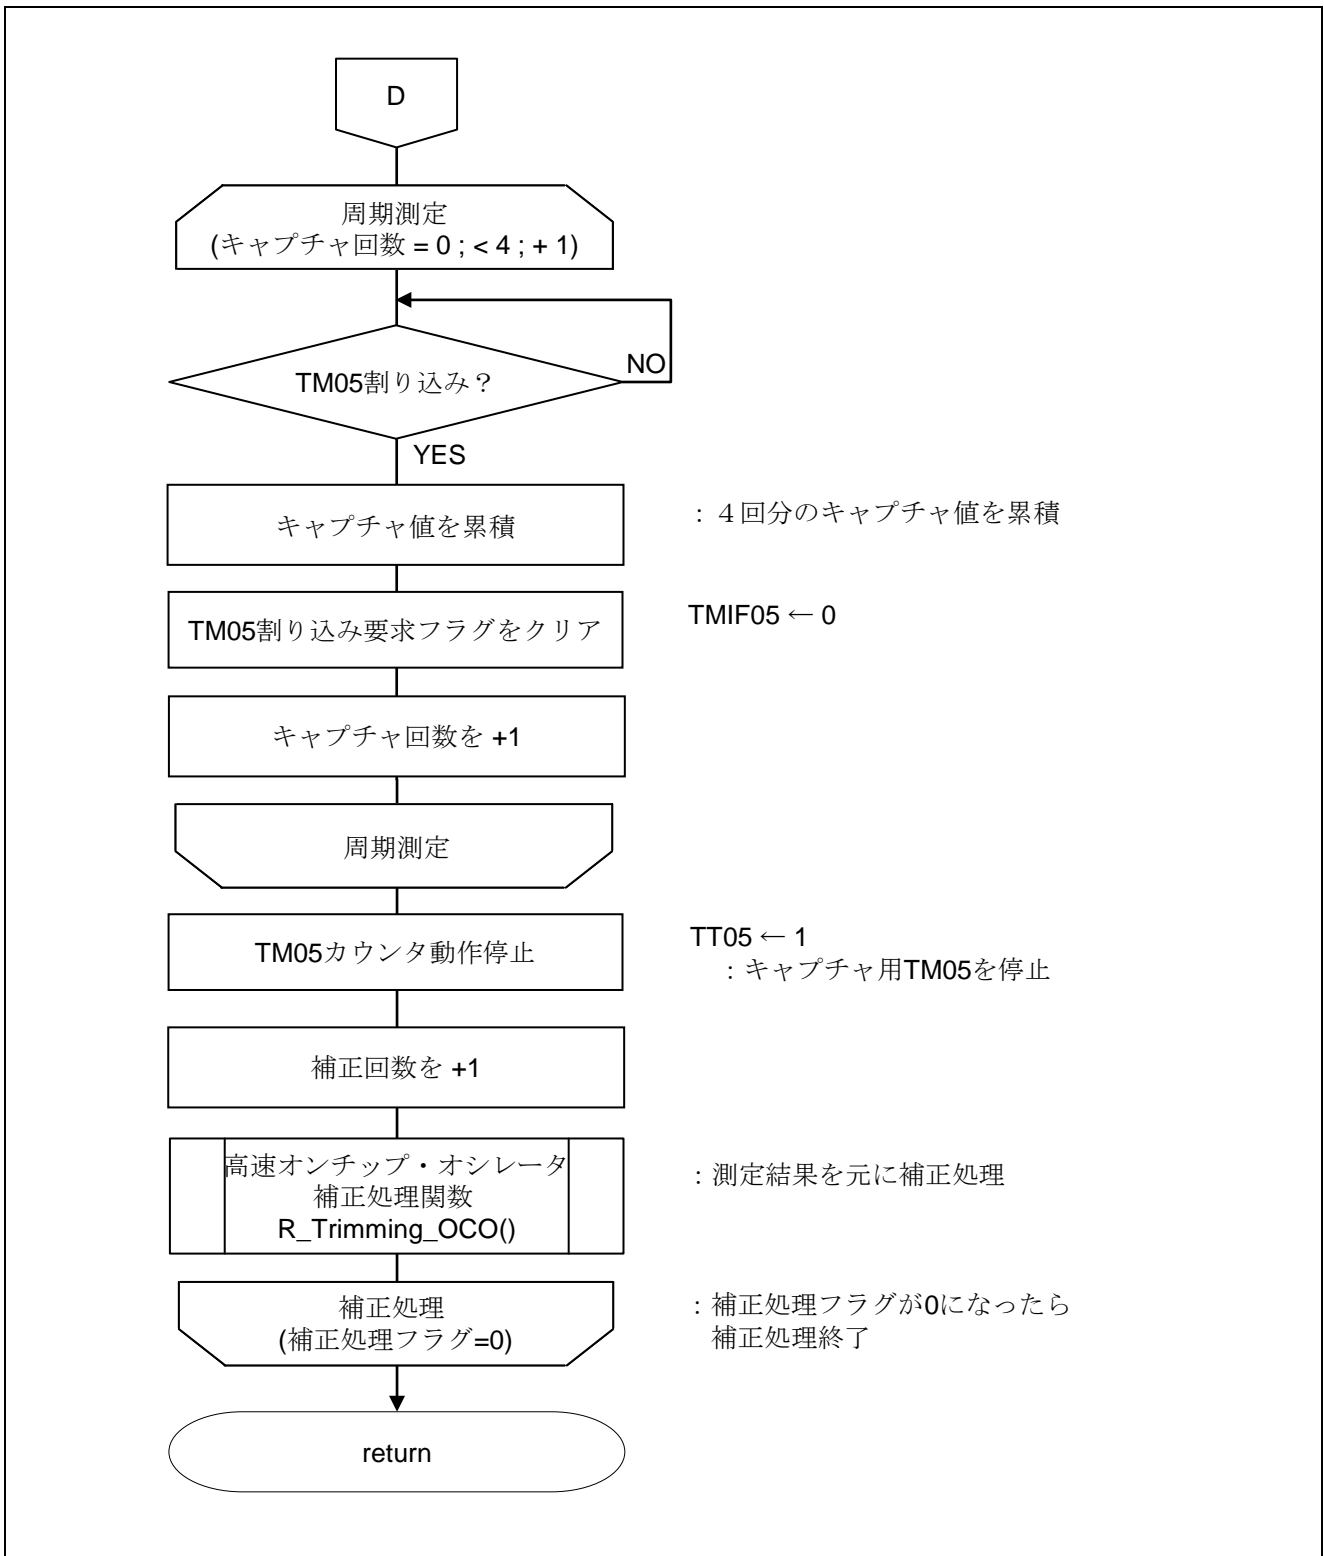 D
周期測定
(キャプチャ回数 = 0 ; < 4 ; + 1)
NO
TM05割り込み？
YES
キャプチャ値を累積
：４回分のキャプチャ値を累積
TM05割り込み要求フラグをクリア
TMIF05 ← 0
キャプチャ回数を +1
周期測定
TM05カウンタ動作停止
TT05 ← 1
：キャプチャ用TM05を停止
補正回数を +1
高速オンチップ・オシレータ
補正処理関数
R_Trimming_OCO()
：測定結果を元に補正処理
補正処理
(補正処理フラグ=0)
：補正処理フラグが0になったら
補正処理終了
return